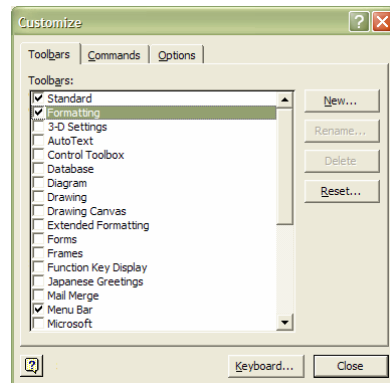 Customize
Toolbars Commands Options
Toolbars:
Standard
Formatting
3-D Settings
AutoText
Control Toolbox
Database
Diagram
Drawing
Drawing Canvas
Extended Formatting
Forms
Frames
Function Key Display
Japanese Greetings
Mail Merge
Menu Bar
Microsoft
New...
Rename...
Delete
Reset...
Keyboard... Close